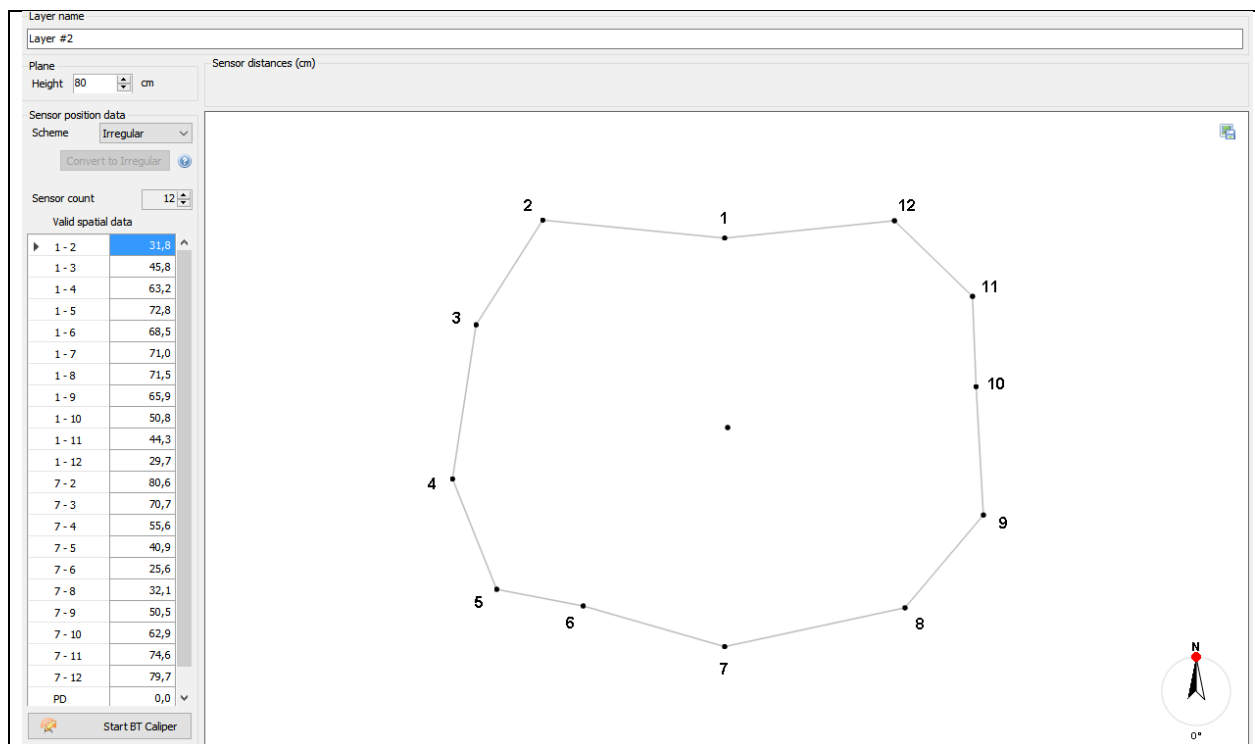 Layer name
Layer #2
Plane
Height 80 cm
Sensor distances (cm)
Sensor position data
Scheme Irregular
Convert to Irregular
Sensor count 12
Valid spatial data
1 - 2 31,8
1 - 3 45,8
1 - 4 63,2
1 - 5 72,8
1 - 6 68,5
1 - 7 71,0
1 - 8 71,5
1 - 9 65,9
1 - 10 50,8
1 - 11 44,3
1 - 12 29,7
7 - 2 80,6
7 - 3 70,7
7 - 4 55,6
7 - 5 40,9
7 - 6 25,6
7 - 8 32,1
7 - 9 50,5
7 - 10 62,9
7 - 11 74,6
7 - 12 79,7
PD 0,0
Start BT Caliper
2
1
12
11
3
10
4
9
5
6
8
7
N
0°